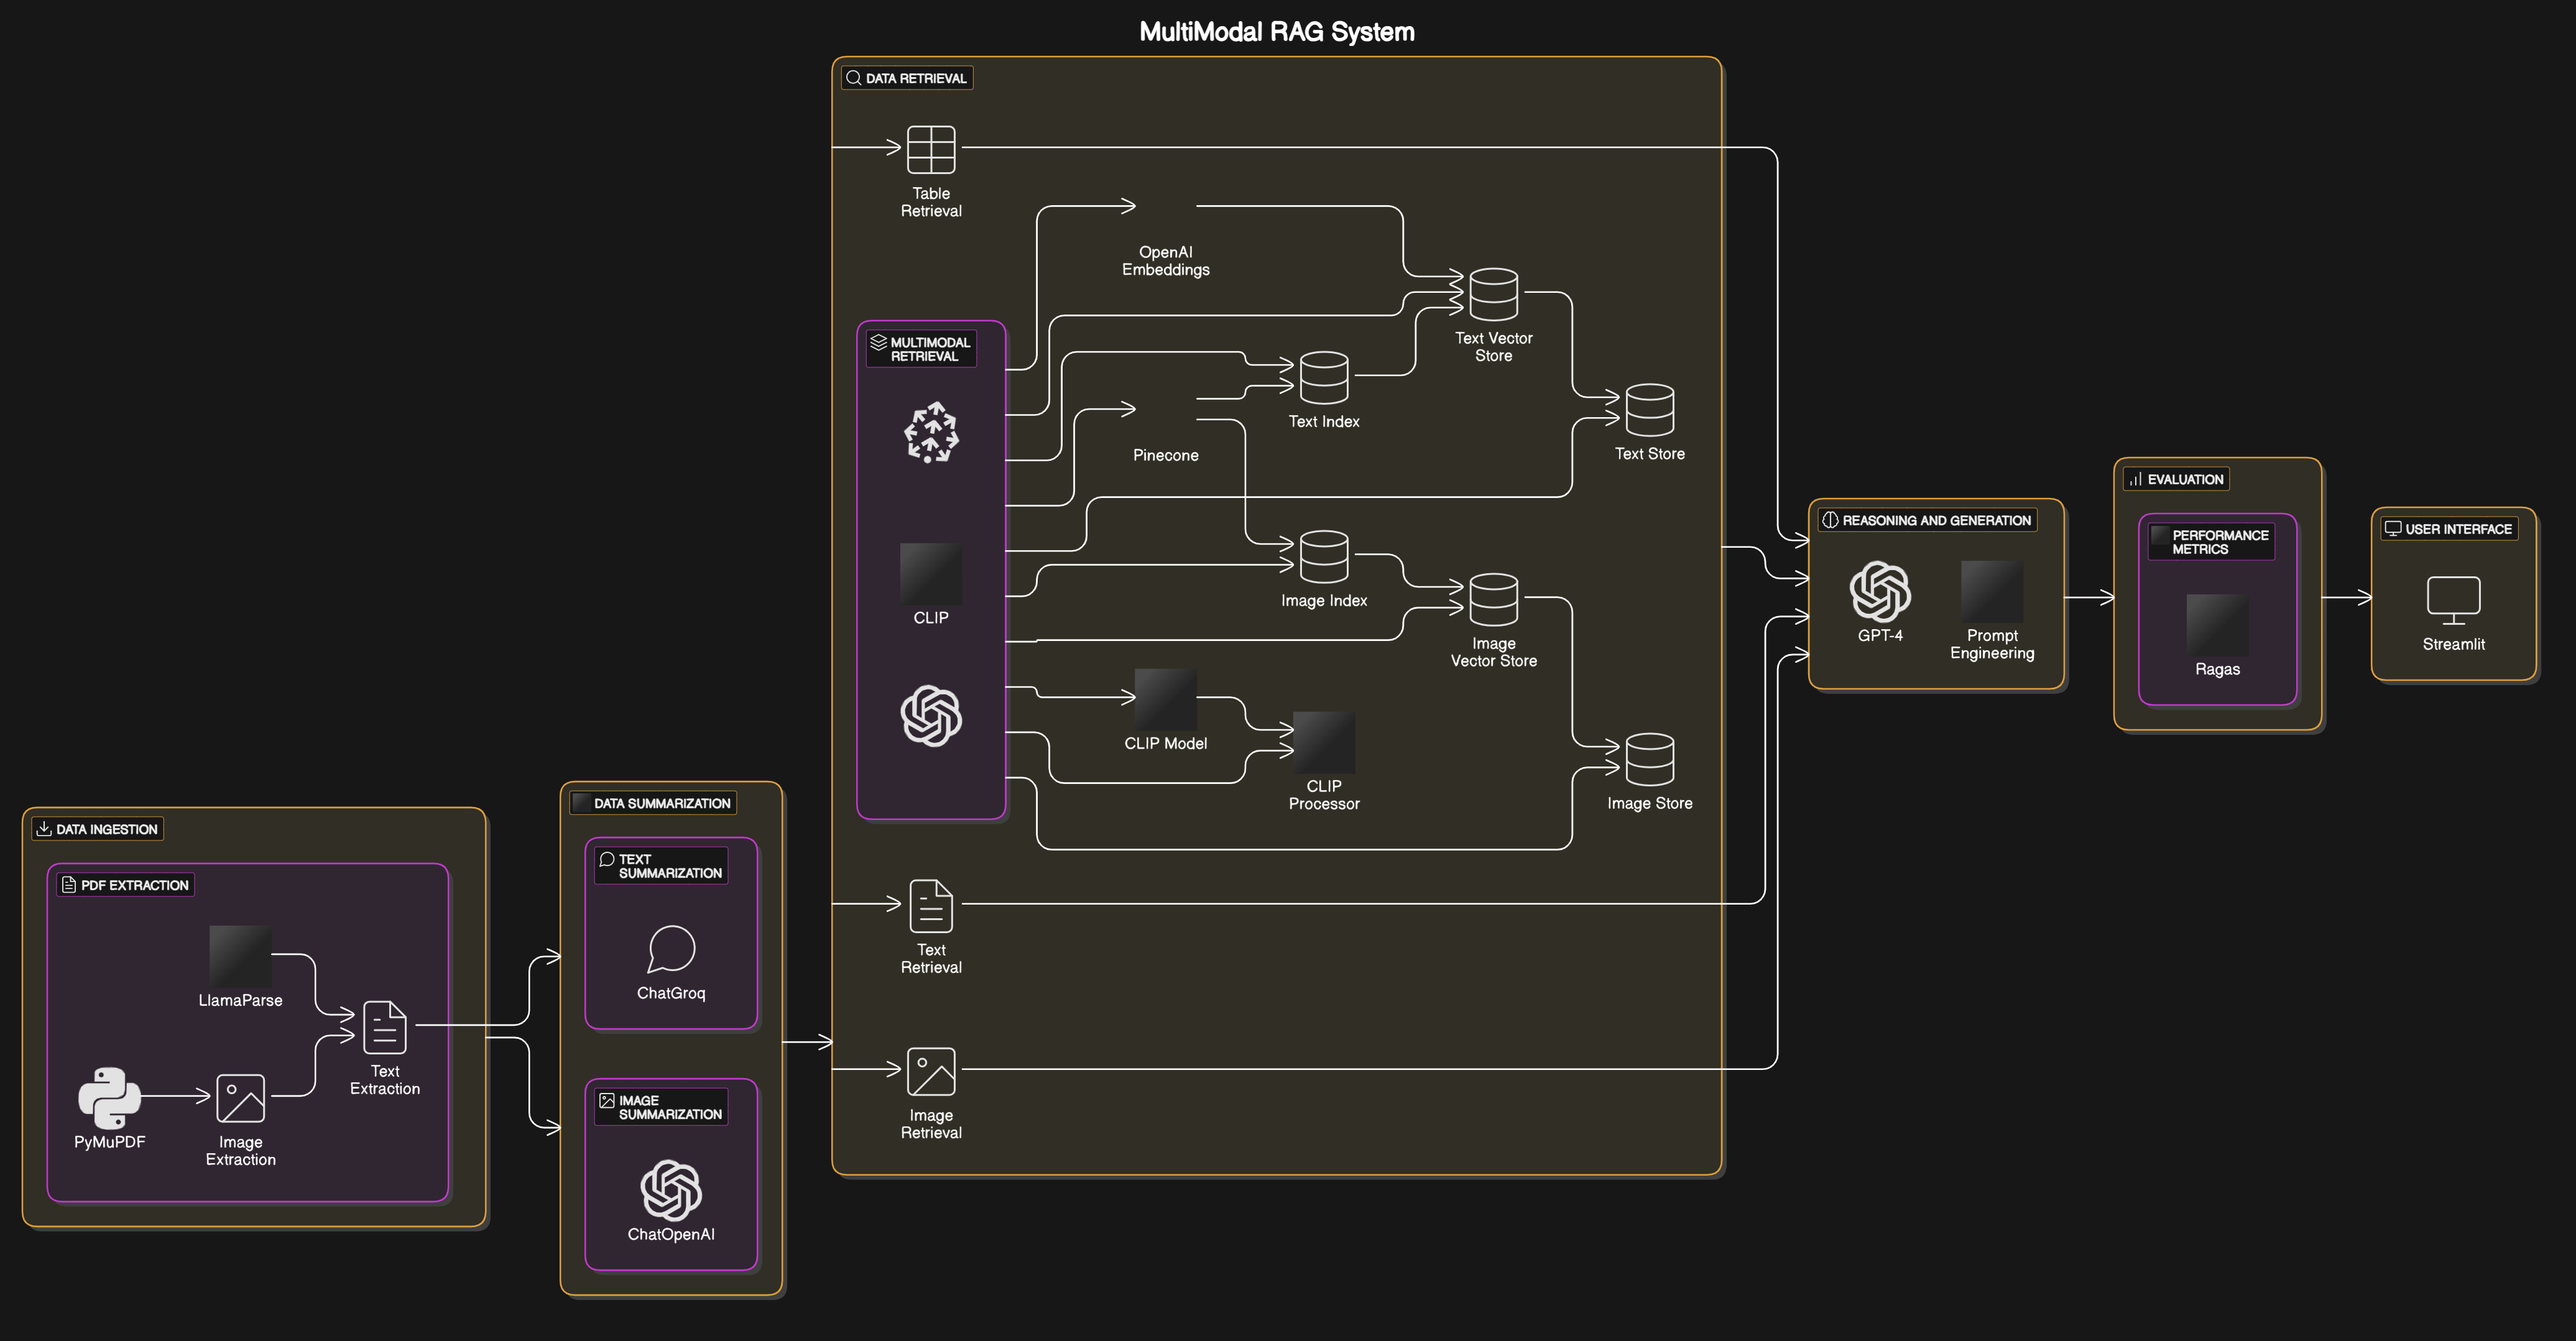 MultiModal RAG System
DATA RETRIEVAL
Table
Retrieval
OpenAI
Embeddings
MULTIMODAL
RETRIEVAL
CLIP
Pinecone
Text Index
Text Vector
Store
Text Store
Image Index
Image
Vector Store
CLIP Model
CLIP
Processor
Image Store
Text
Retrieval
Image
Retrieval
DATA INGESTION
PDF EXTRACTION
LlamaParse
PyMuPDF
Image
Extraction
Text
Extraction
DATA SUMMARIZATION
TEXT
SUMMARIZATION
ChatGroq
IMAGE
SUMMARIZATION
ChatOpenAI
REASONING AND GENERATION
GPT-4
Prompt
Engineering
EVALUATION
PERFORMANCE
METRICS
Ragas
USER INTERFACE
Streamlit